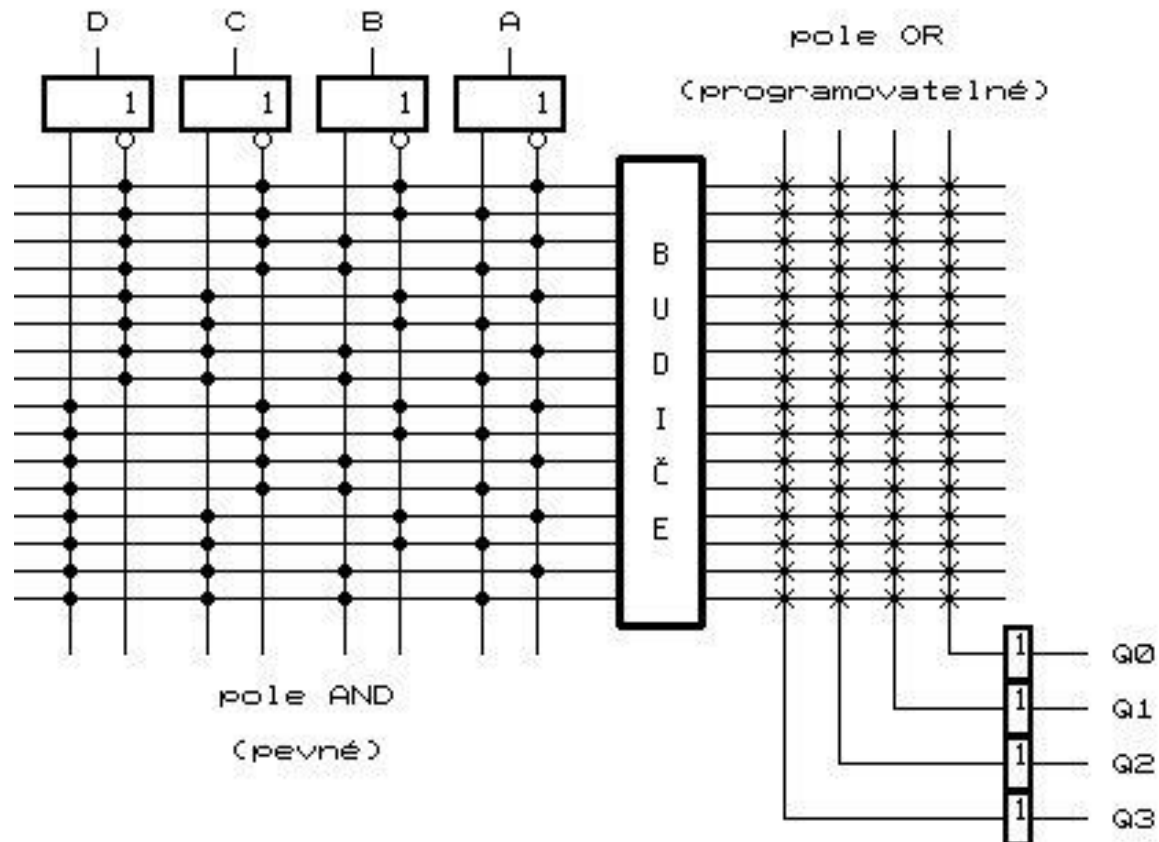 D C B A
pole OR
(programovatelné)
1 1 1 1
B
U
D
I
Č
E
1 Q0
pole AND
1 Q1
(pevné)
1 Q2
1 Q3